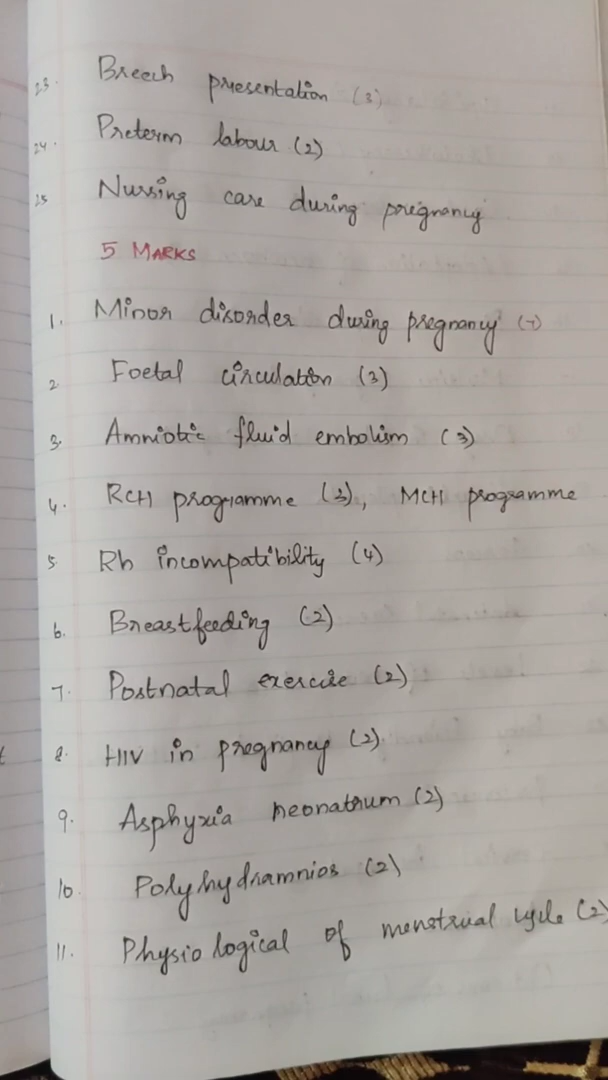 23. Breech presentation (3)
24. Preterm labour (2)
25 Nursing care during pregnancy
5 MARKS
1. Minor disorder during pregnancy
2 Foetal circulation (3)
3. Amniotic fluid embolism (3)
4. RCH programme (3), MCH programme
5. Rh incompatibility (4)
6. Breastfeeding (2)
7. Postnatal exercise (2)
8. HIV in pregnancy (2)
9. Asphyxia neonatrum (2)
10. Polyhydramnios (2)
11. Physiological of menstrual cycle (2)